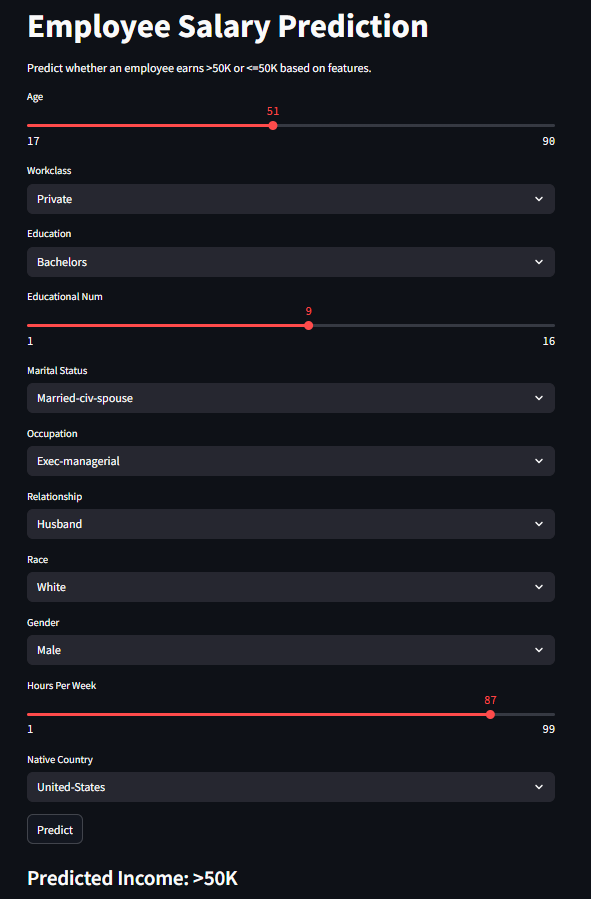 Employee Salary Prediction
Predict whether an employee earns >50K or <=50K based on features.
Age
51
17 90
Workclass
Private
Education
Bachelors
Educational Num
9
1 16
Marital Status
Married-civ-spouse
Occupation
Exec-managerial
Relationship
Husband
Race
White
Gender
Male
Hours Per Week
87
1 99
Native Country
United-States
Predict
Predicted Income: >50K